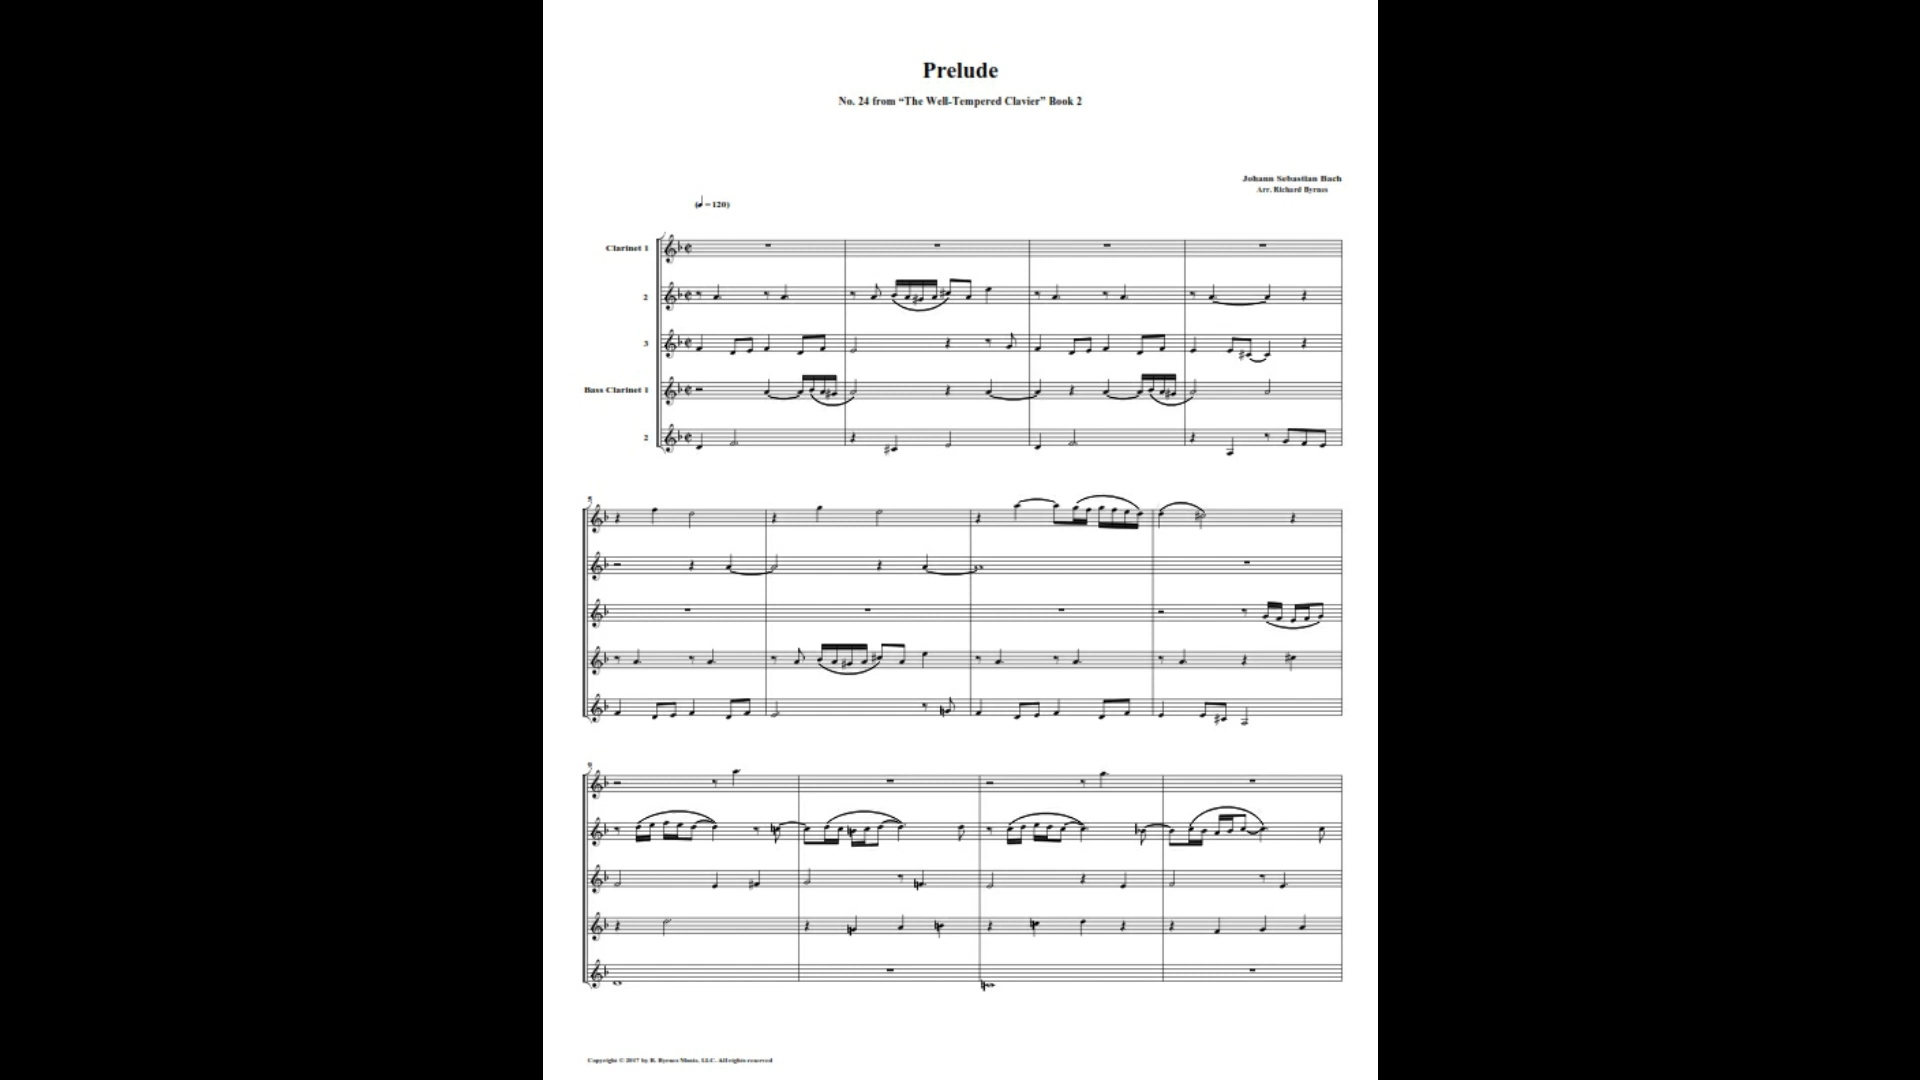 Prelude
No. 24 from “The Well-Tempered Clavier” Book 2
Johann Sebastian Bach
Arr. Richard Byrnes
(♩ = 120)
Clarinet 1
2
3
Bass Clarinet 1
2
5
9
Copyright © 2017 by R. Byrnes Music, LLC. All rights reserved